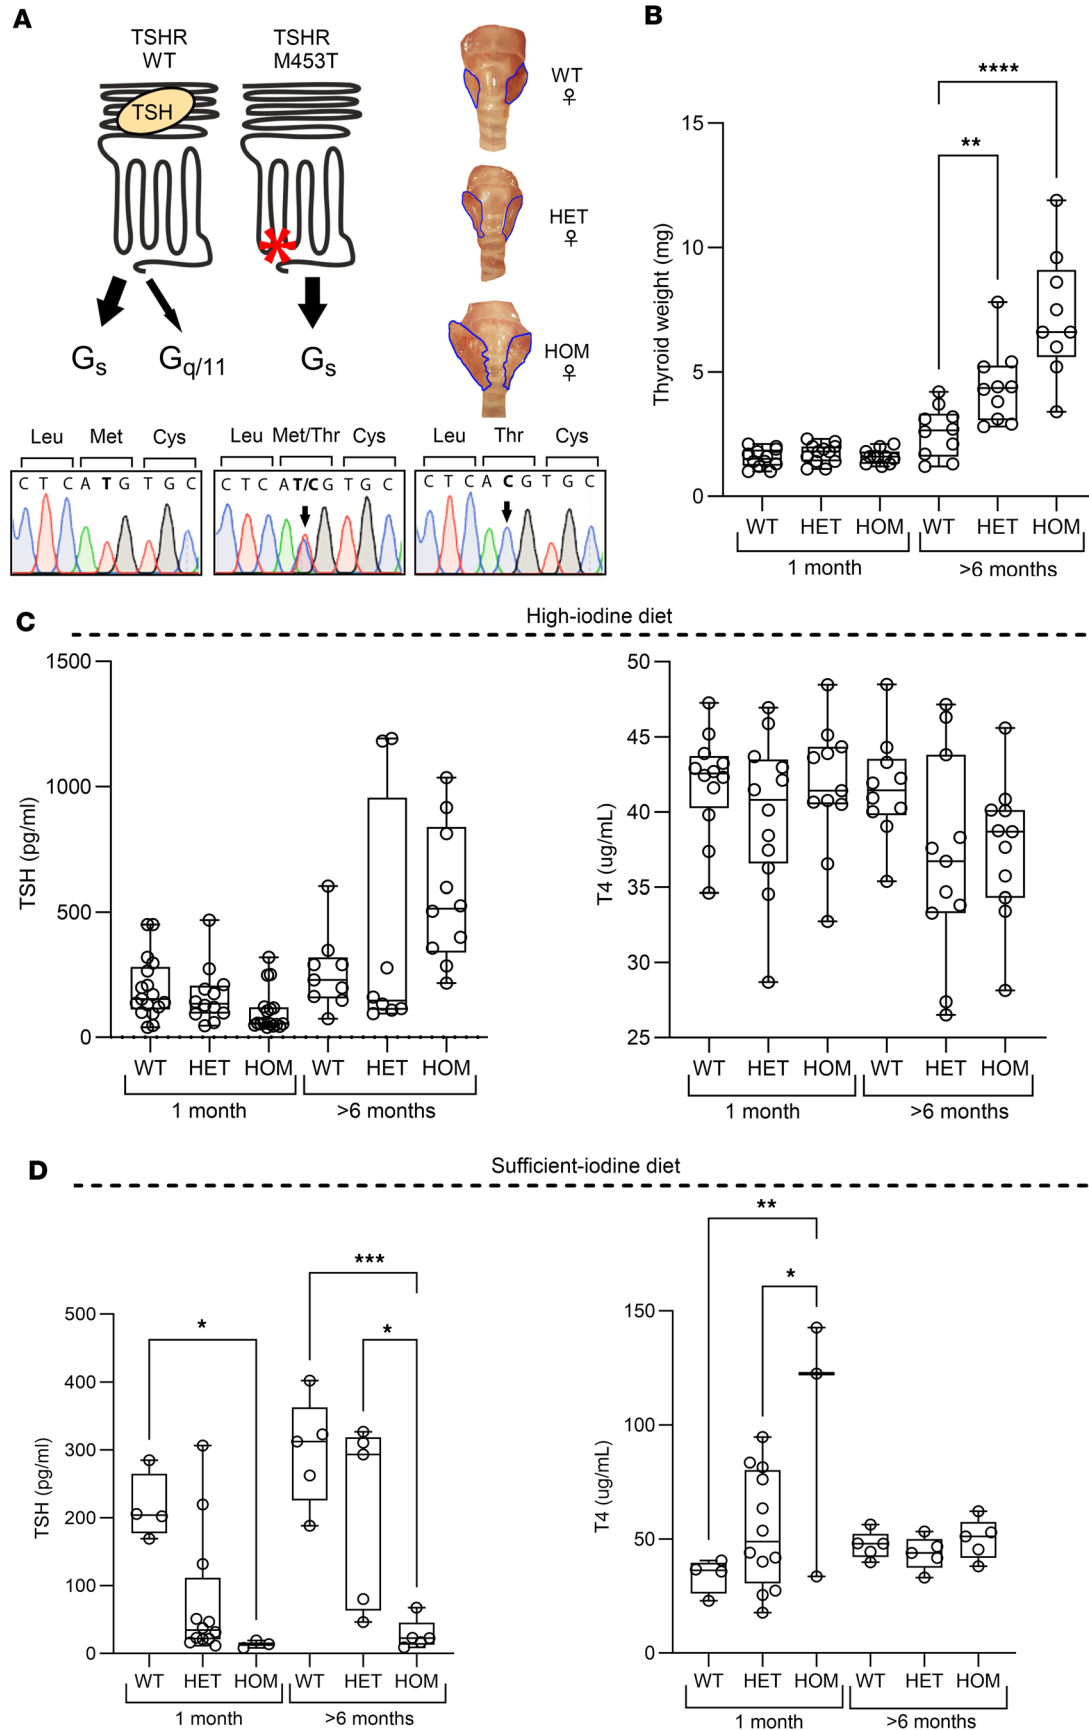 A
TSHR WT
TSHR M453T
TSH
Gs
Gq/11
Gs
WT ♀
HET ♀
HOM ♀
Leu Met Cys
C T C A T G T G C
Leu Met/Thr Cys
C T C A T/C G T G C
Leu Thr Cys
C T C A C G T G C
B
Thyroid weight (mg)
15
10
5
0
**
****
WT HET HOM WT HET HOM
1 month >6 months
C
High-iodine diet
TSH (pg/ml)
1500
1000
500
0
WT HET HOM WT HET HOM
1 month >6 months
T4 (ug/mL)
50
45
40
35
30
25
WT HET HOM WT HET HOM
1 month >6 months
D
Sufficient-iodine diet
TSH (pg/ml)
500
400
300
200
100
0
*
***
*
WT HET HOM WT HET HOM
1 month >6 months
T4 (ug/mL)
150
100
50
0
**
*
WT HET HOM WT HET HOM
1 month >6 months